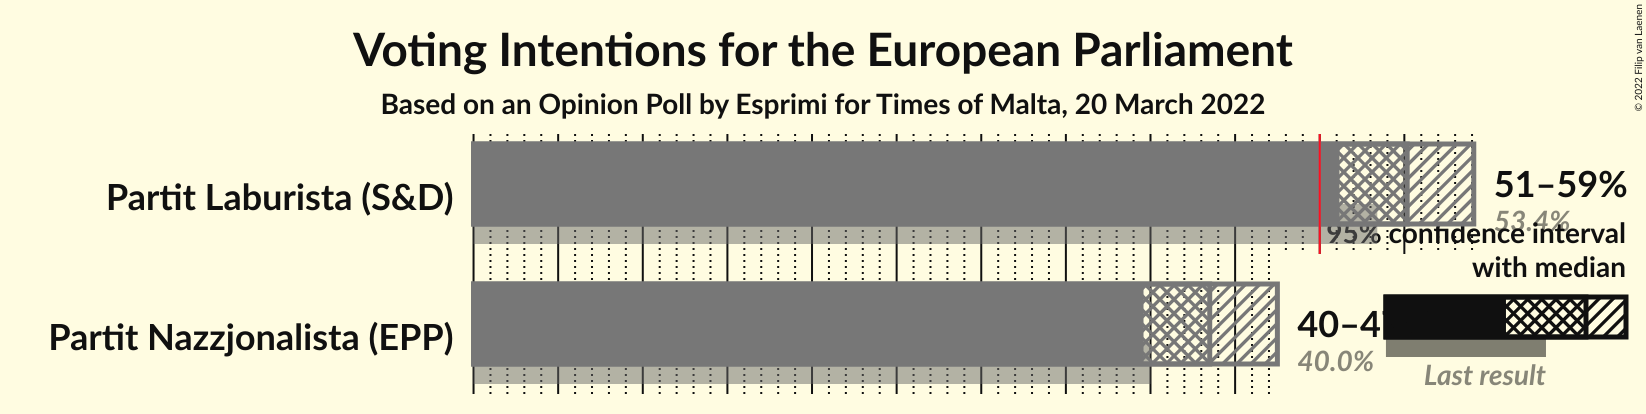 Voting Intentions for the European Parliament
Based on an Opinion Poll by Esprimi for Times of Malta, 20 March 2022
© 2022 Filip van Laenen
Partit Laburista (S&D)
51–59%
53.4%
95% confidence interval
with median
Partit Nazzjonalista (EPP)
40.0%
Last result